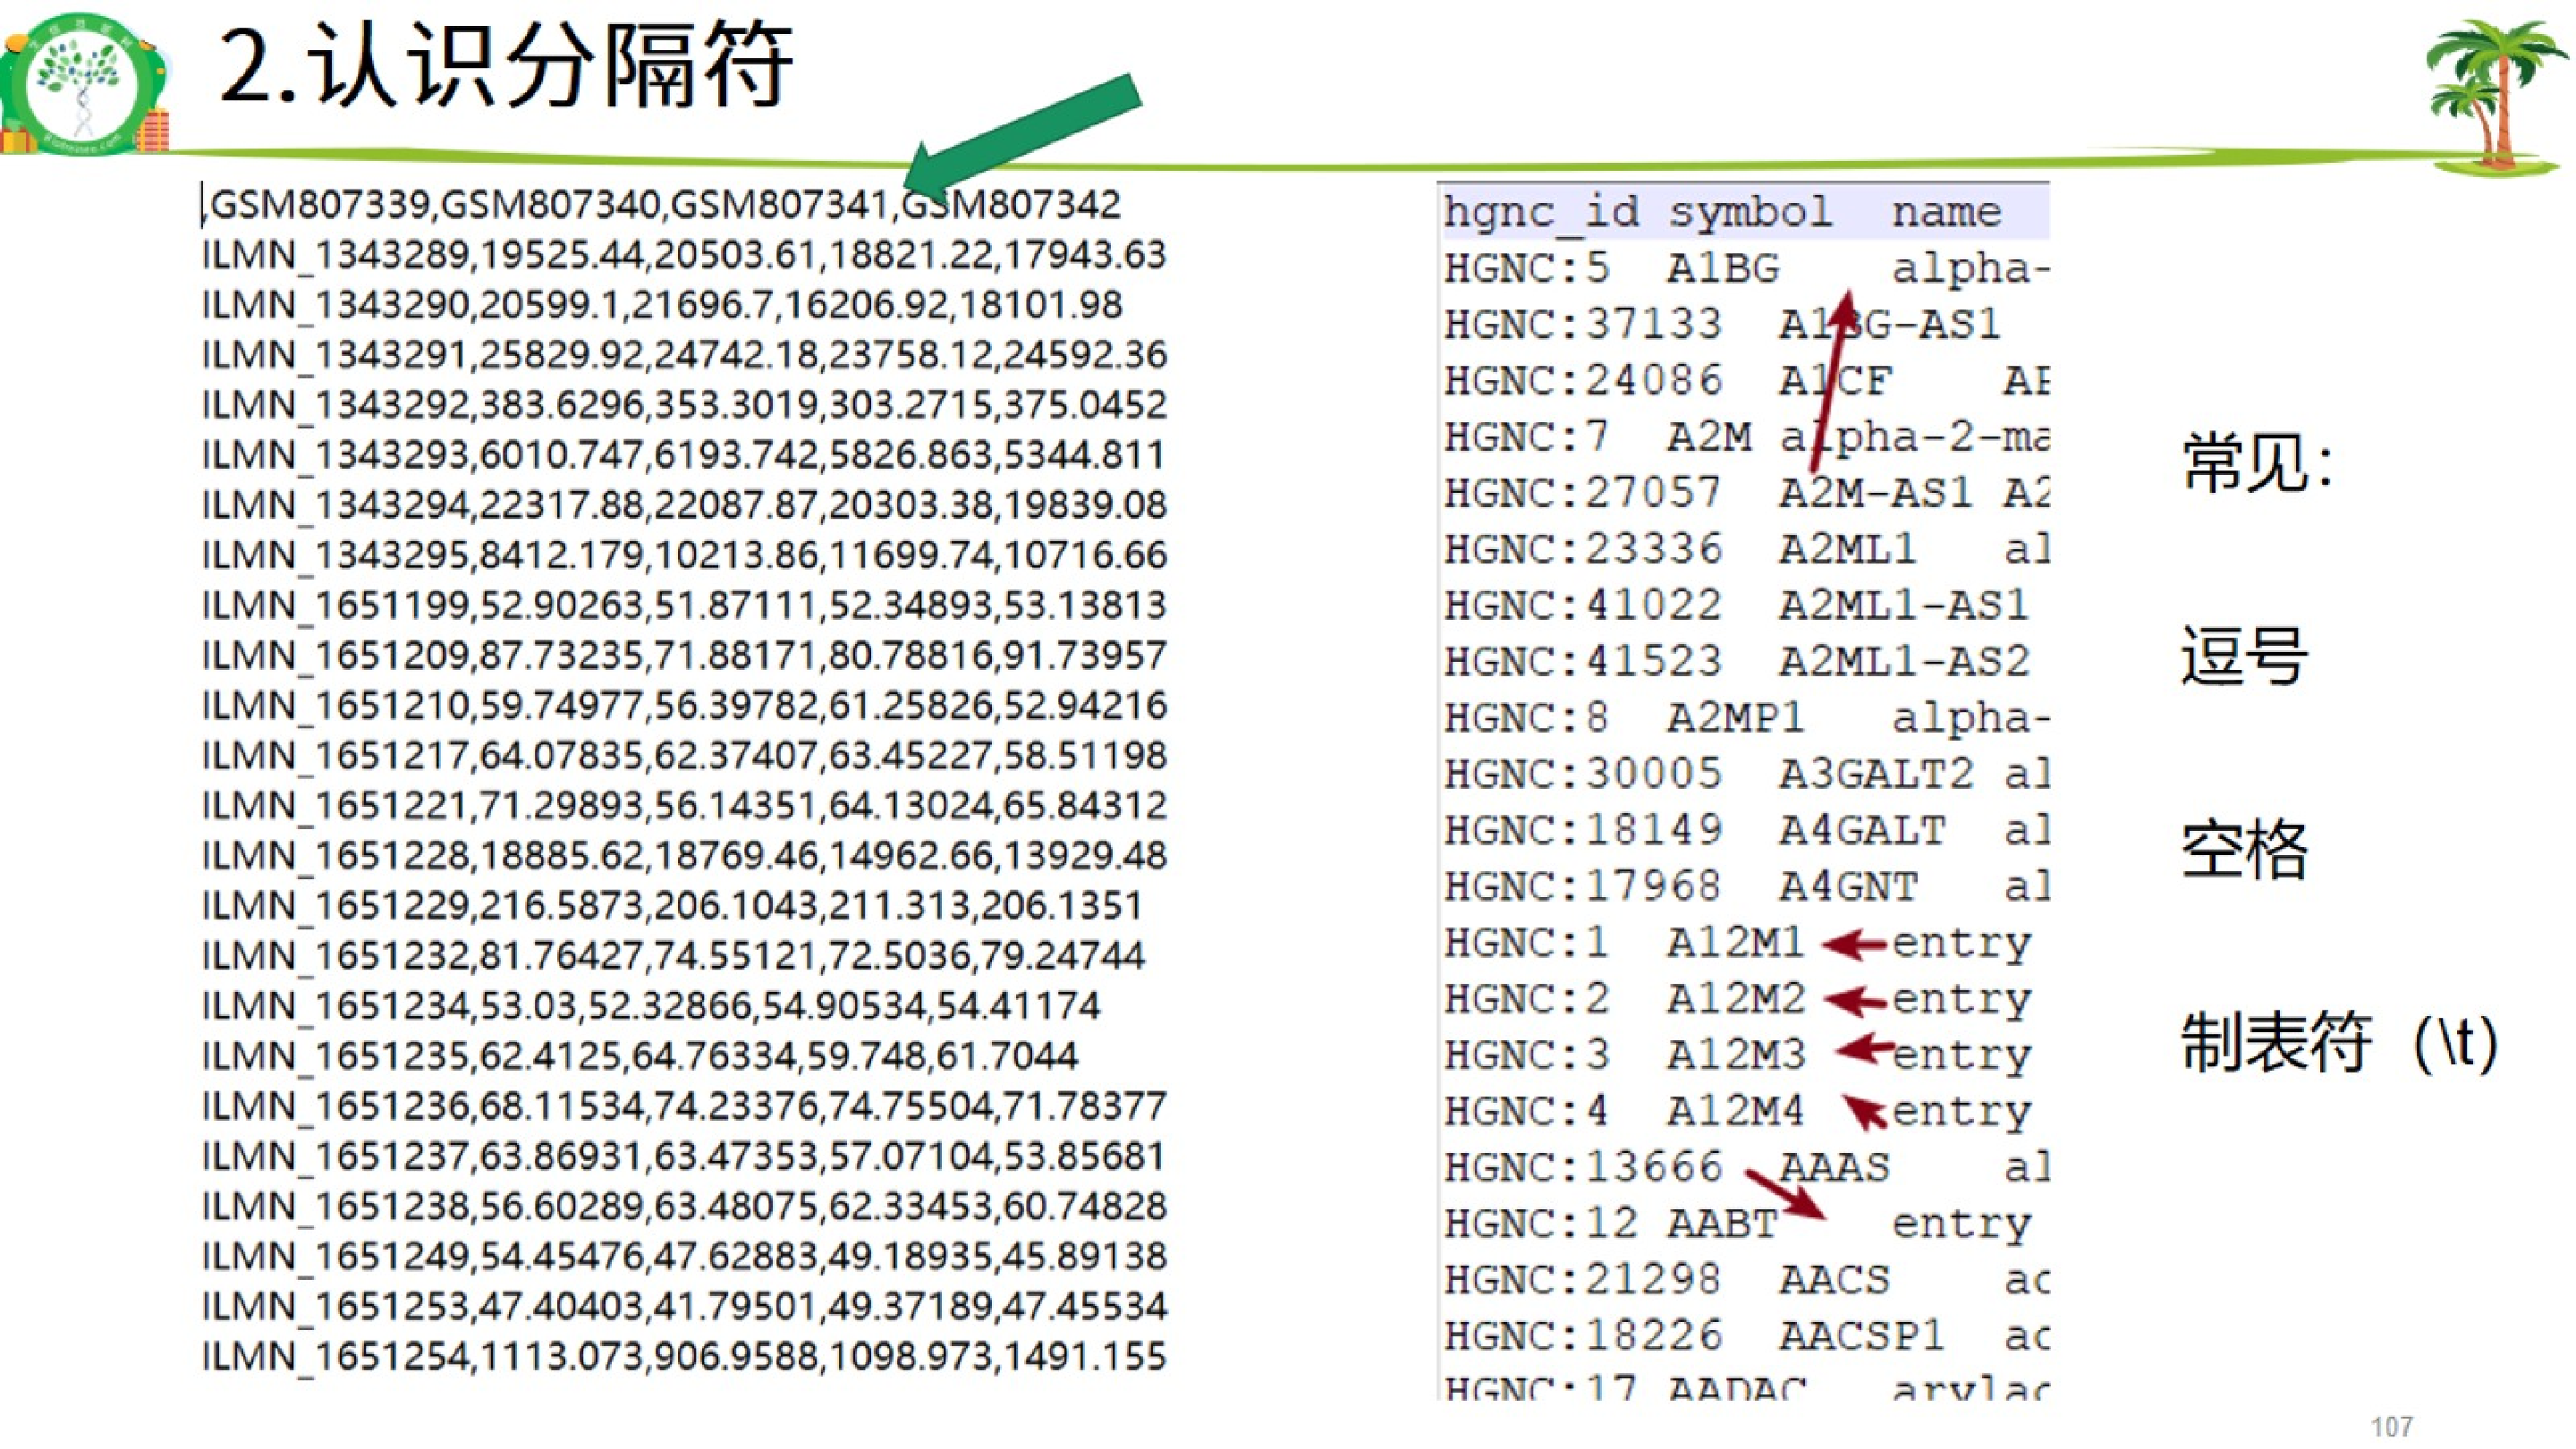 2.认识分隔符
,GSM807339,GSM807340,GSM807341,GSM807342
ILMN_1343289,19525.44,20503.61,18821.22,17943.63
ILMN_1343290,20599.1,21696.7,16206.92,18101.98
ILMN_1343291,25829.92,24742.18,23758.12,24592.36
ILMN_1343292,383.6296,353.3019,303.2715,375.0452
ILMN_1343293,6010.747,6193.742,5826.863,5344.811
ILMN_1343294,22317.88,22087.87,20303.38,19839.08
ILMN_1343295,8412.179,10213.86,11699.74,10716.66
ILMN_1651199,52.90263,51.87111,52.34893,53.13813
ILMN_1651209,87.73235,71.88171,80.78816,91.73957
ILMN_1651210,59.74977,56.39782,61.25826,52.94216
ILMN_1651217,64.07835,62.37407,63.45227,58.51198
ILMN_1651221,71.29893,56.14351,64.13024,65.84312
ILMN_1651228,18885.62,18769.46,14962.66,13929.48
ILMN_1651229,216.5873,206.1043,211.313,206.1351
ILMN_1651232,81.76427,74.55121,72.5036,79.24744
ILMN_1651234,53.03,52.32866,54.90534,54.41174
ILMN_1651235,62.4125,64.76334,59.748,61.7044
ILMN_1651236,68.11534,74.23376,74.75504,71.78377
ILMN_1651237,63.86931,63.47353,57.07104,53.85681
ILMN_1651238,56.60289,63.48075,62.33453,60.74828
ILMN_1651249,54.45476,47.62883,49.18935,45.89138
ILMN_1651253,47.40403,41.79501,49.37189,47.45534
ILMN_1651254,1113.073,906.9588,1098.973,1491.155
hgnc_id symbol name
HGNC:5 A1BG alpha-
HGNC:37133 A1BG-AS1
HGNC:24086 A1CF
HGNC:7 A2M alpha-2-ma
HGNC:27057 A2M-AS1 A2
HGNC:23336 A2ML1 al
HGNC:41022 A2ML1-AS1
HGNC:41523 A2ML1-AS2
HGNC:8 A2MP1 alpha-
HGNC:30005 A3GALT2 al
HGNC:18149 A4GALT al
HGNC:17968 A4GNT al
HGNC:1 A12M1 entry
HGNC:2 A12M2 entry
HGNC:3 A12M3 entry
HGNC:4 A12M4 entry
HGNC:13666 AAAS al
HGNC:12 AABT entry
HGNC:21298 AACS ac
HGNC:18226 AACSP1 ac
HGNC:17 AADAC arylac
常见:
逗号
空格
制表符 (\t)
107